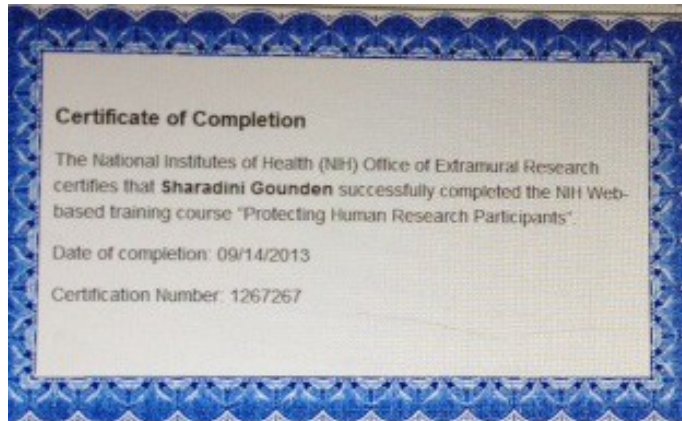 Certificate of Completion
The National Institutes of Health (NIH) Office of Extramural Research
certifies that Sharadini Gounden successfully completed the NIH Web-
based training course "Protecting Human Research Participants".
Date of completion: 09/14/2013
Certification Number: 1267267